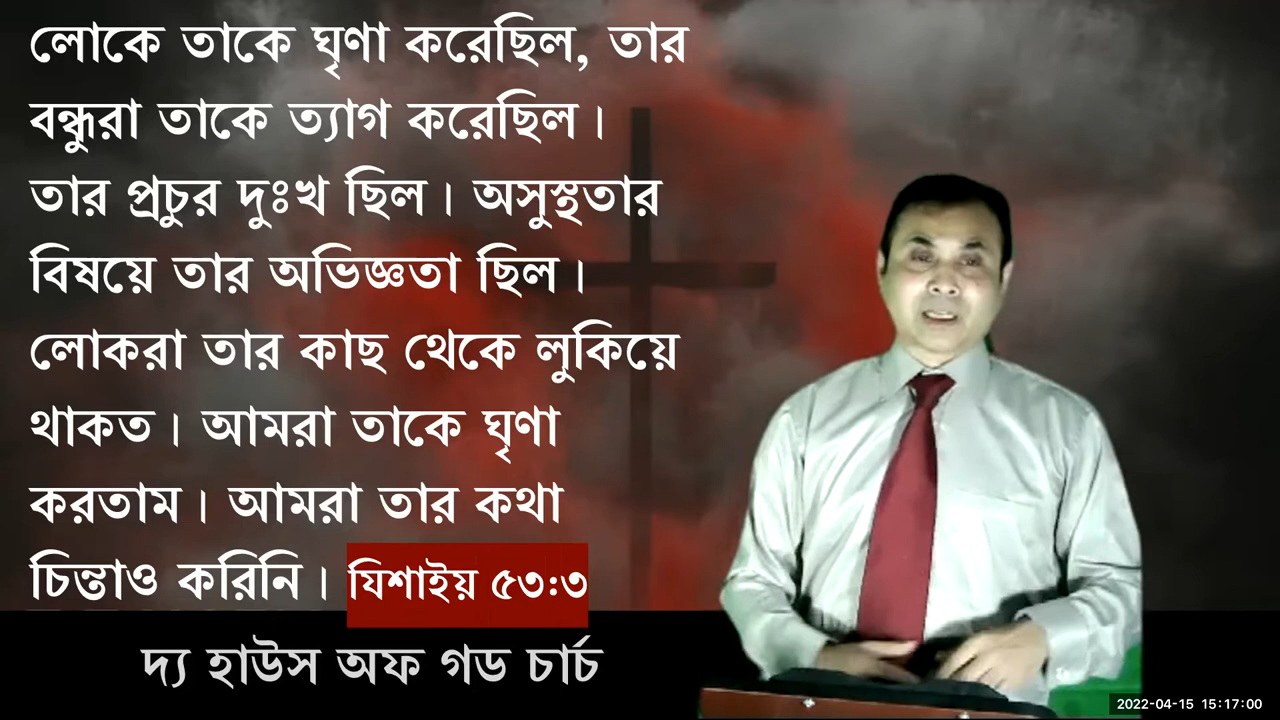 লোকে তাকে ঘৃণা করেছিল, তার
বন্ধুরা তাকে ত্যাগ করেছিল।
তার প্রচুর দুঃখ ছিল। অসুস্থতার
বিষয়ে তার অভিজ্ঞতা ছিল।
লোকরা তার কাছ থেকে লুকিয়ে
থাকত। আমরা তাকে ঘৃণা
করতাম। আমরা তার কথা
চিন্তাও করিনি। যিশাইয় ৫৩:৩
দ্য হাউস অফ গড চার্চ
2022-04-15 15:17:00